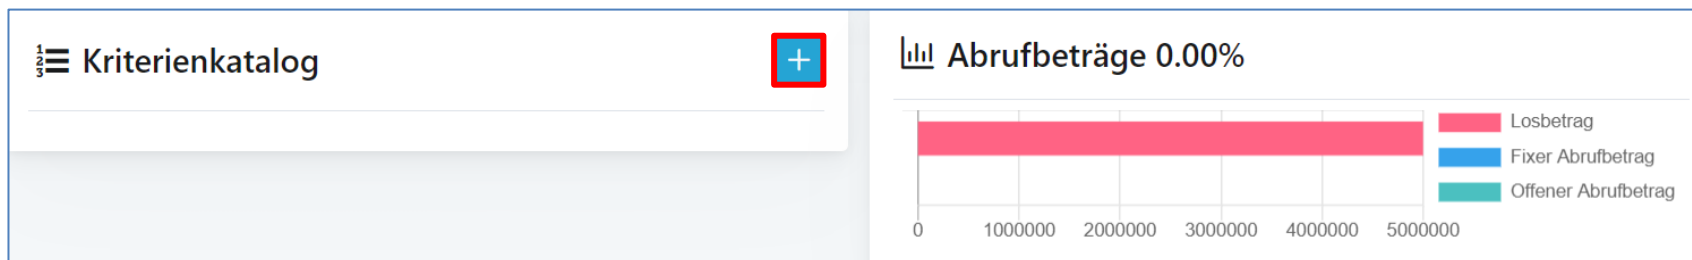 Kriterienkatalog
Abrufbeträge 0.00%
Losbetrag
Fixer Abrufbetrag
Offener Abrufbetrag
0 1000000 2000000 3000000 4000000 5000000